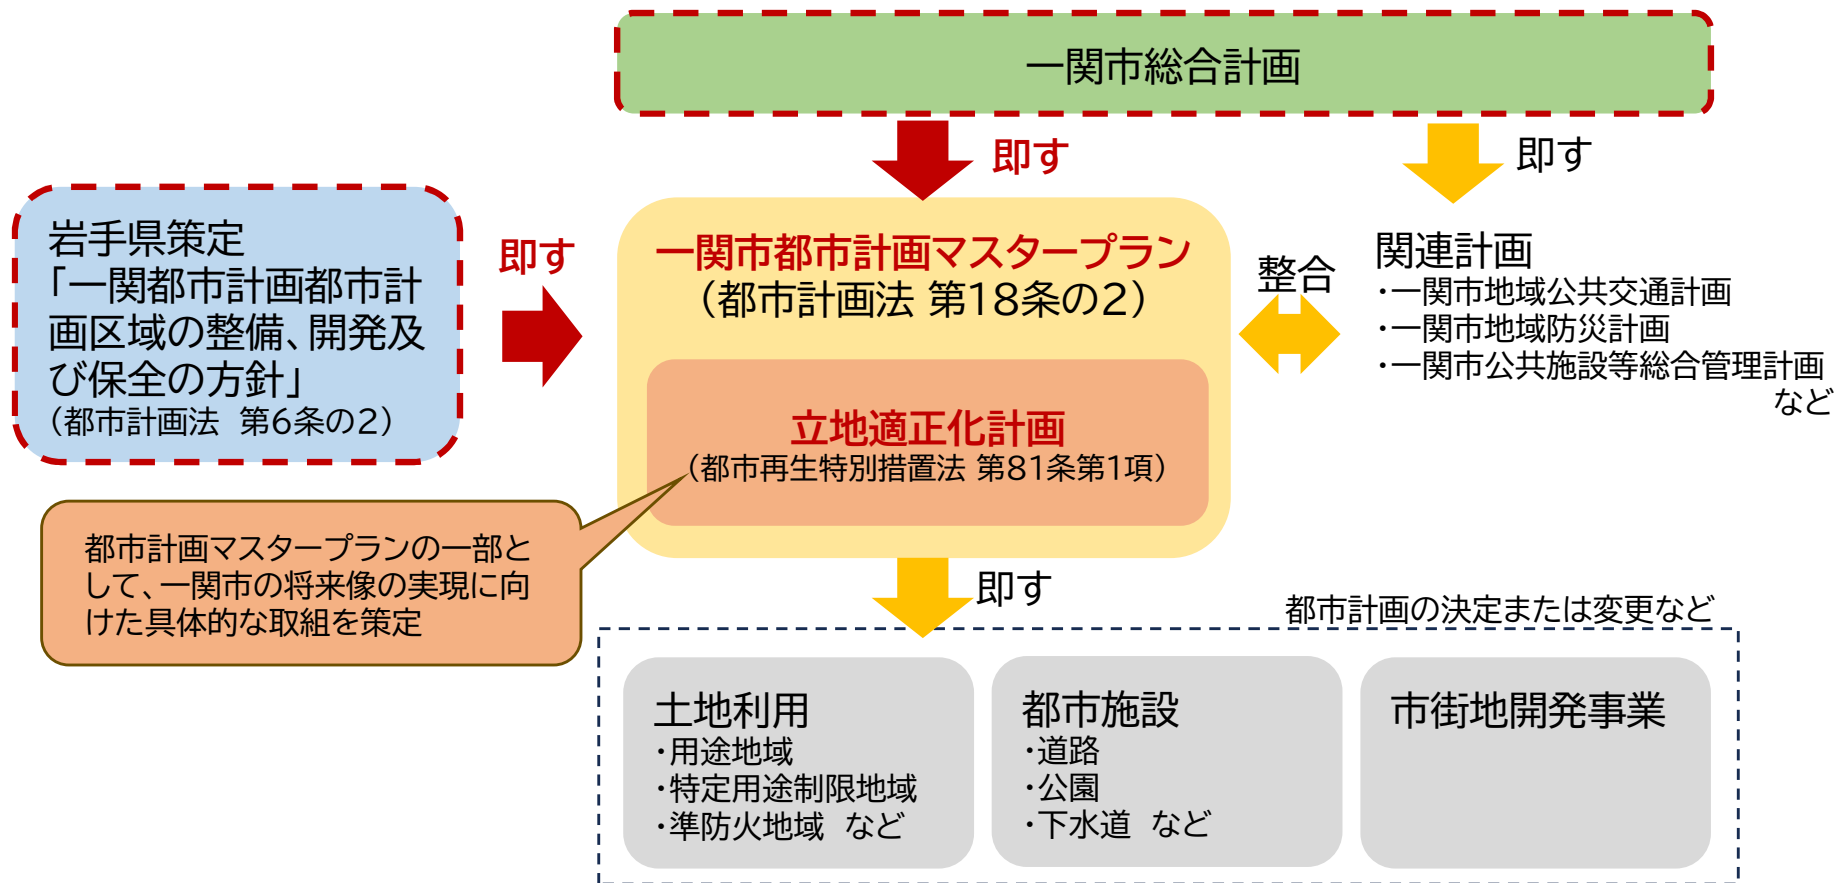 一関市総合計画
即す
即す
岩手県策定
「一関都市計画都市計
画区域の整備、開発及
び保全の方針」
（都市計画法　第6条の2）
即す
一関市都市計画マスタープラン
（都市計画法 第18条の2）
立地適正化計画
（都市再生特別措置法 第81条第1項）
整合
関連計画
・一関市地域公共交通計画
・一関市地域防災計画
・一関市公共施設等総合管理計画
など
都市計画マスタープランの一部と
して、一関市の将来像の実現に向
けた具体的な取組を策定
即す
都市計画の決定または変更など
土地利用
・用途地域
・特定用途制限地域
・準防火地域　など
都市施設
・道路
・公園
・下水道　など
市街地開発事業